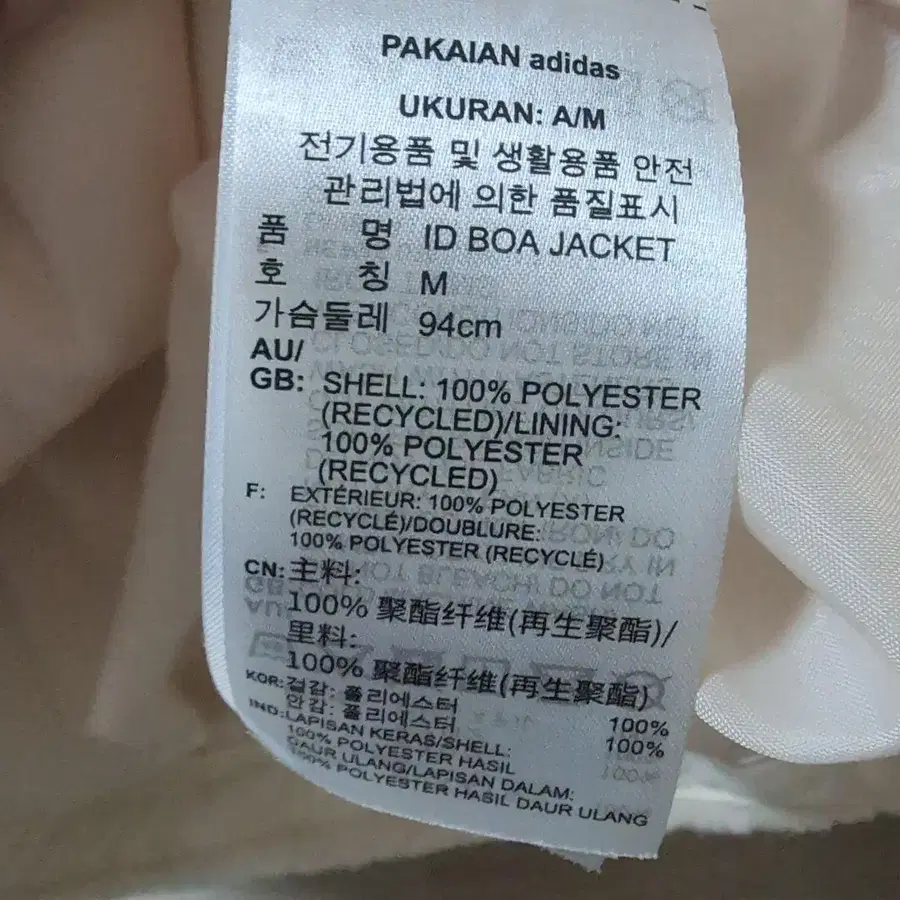 PAKAIAN adidas
UKURAN: A/M
전기용품 및 생활용품 안전
관리법에 의한 품질표시
품 명 ID BOA JACKET
호 칭 M
가슴둘레 94cm
AU/
GB: SHELL: 100% POLYESTER
(RECYCLED)/LINING:
100% POLYESTER
(RECYCLED)
F: EXTÉRIEUR: 100% POLYESTER
(RECYCLÉ)/DOUBLURE:
100% POLYESTER (RECYCLÉ)
CN: 主料:
100% 聚酯纤维(再生聚酯)/
里料:
100% 聚酯纤维(再生聚酯)
KOR: 겉감: 폴리에스터 100%
안감: 폴리에스터 100%
IND: LAPISAN KERAS/SHELL:
100% POLYESTER HASIL
DAUR ULANG/LAPISAN DALAM:
100% POLYESTER HASIL DAUR ULANG